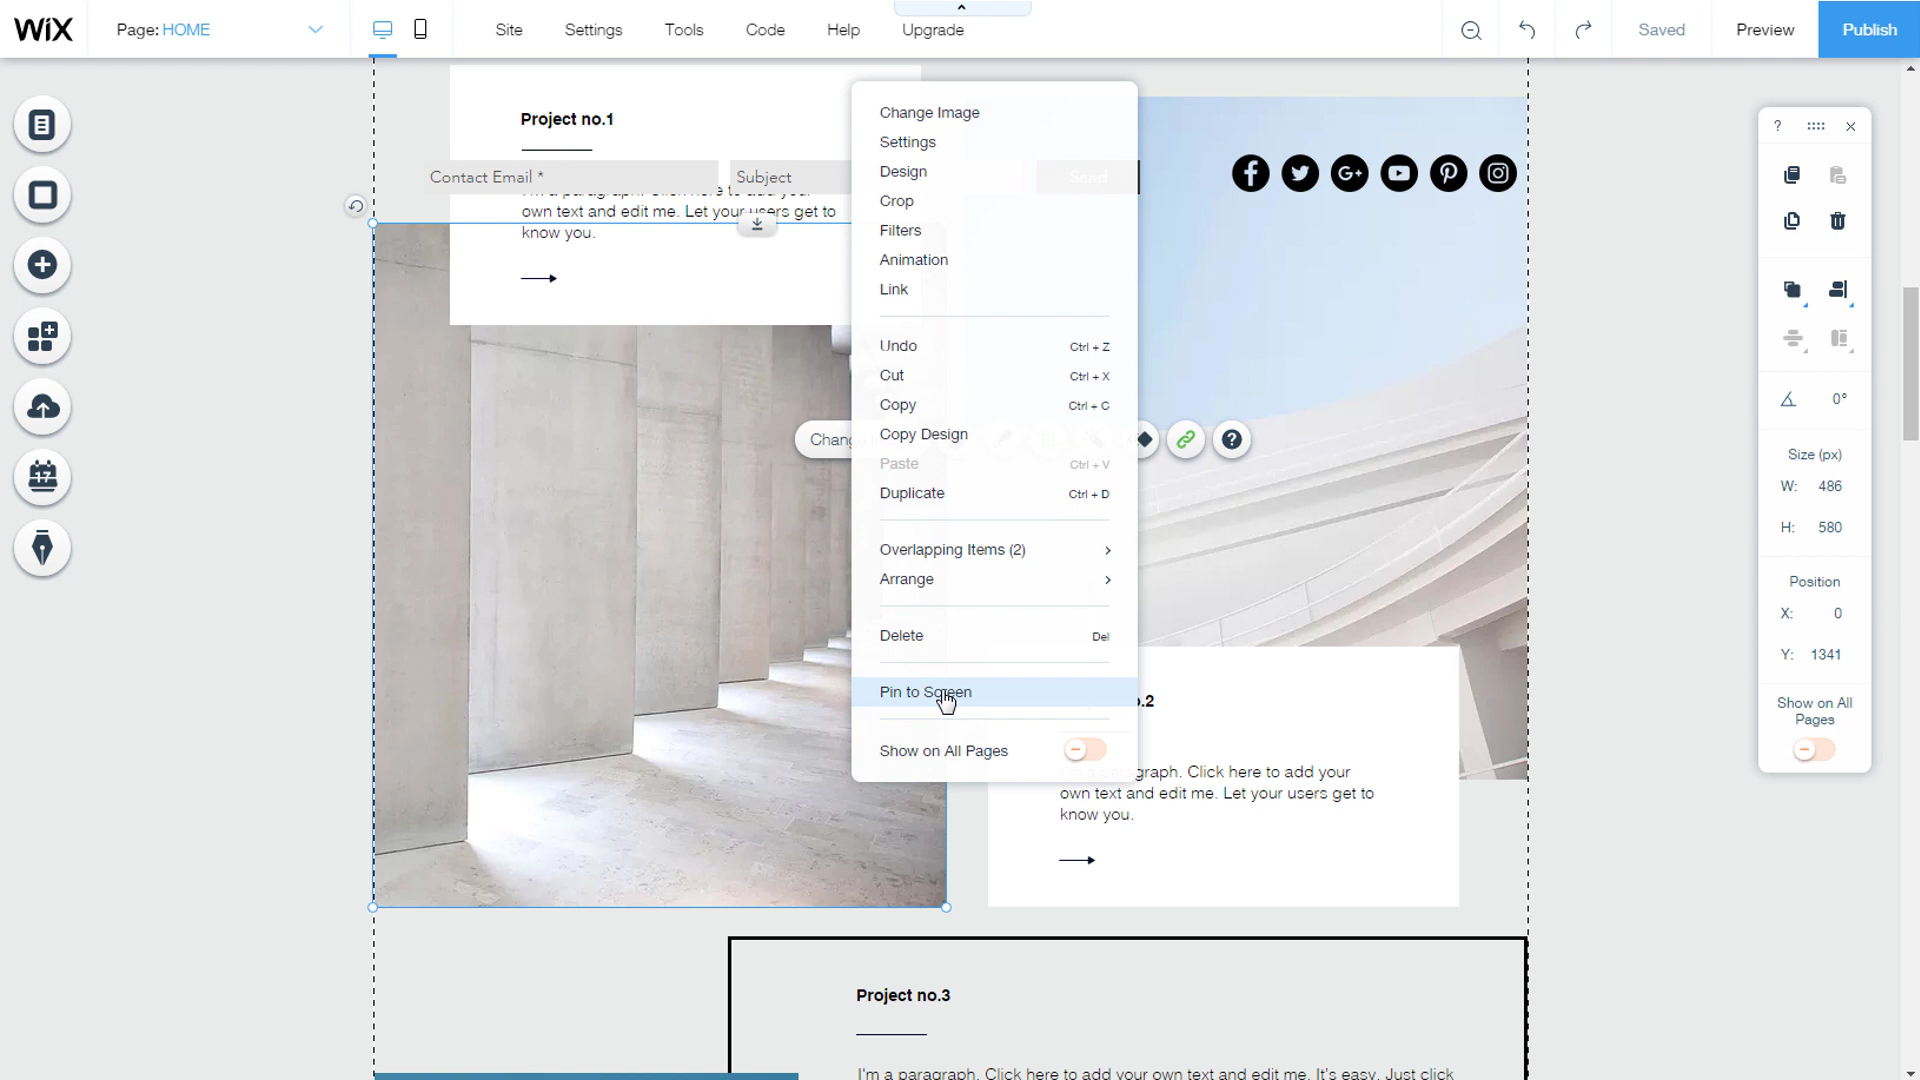 WiX
Page: HOME
Site
Settings
Tools
Code
Help
Upgrade
Saved
Preview
Publish
Project no.1
Contact Email *
Subject
Send
own text and edit me. Let your users get to
know you.
Change Image
Settings
Design
Crop
Filters
Animation
Link
Undo Ctrl + Z
Cut Ctrl + X
Copy Ctrl + C
Copy Design
Paste Ctrl + V
Duplicate Ctrl + D
Overlapping Items (2)
Arrange
Delete Del
Pin to Screen
Show on All Pages
?
0°
Size (px)
W: 486
H: 580
Position
X: 0
Y: 1341
Show on All
Pages
17
Click here to add your
own text and edit me. Let your users get to
know you.
Project no.3
I'm a paragraph. Click here to add your own text and edit me. It's easy. Just click